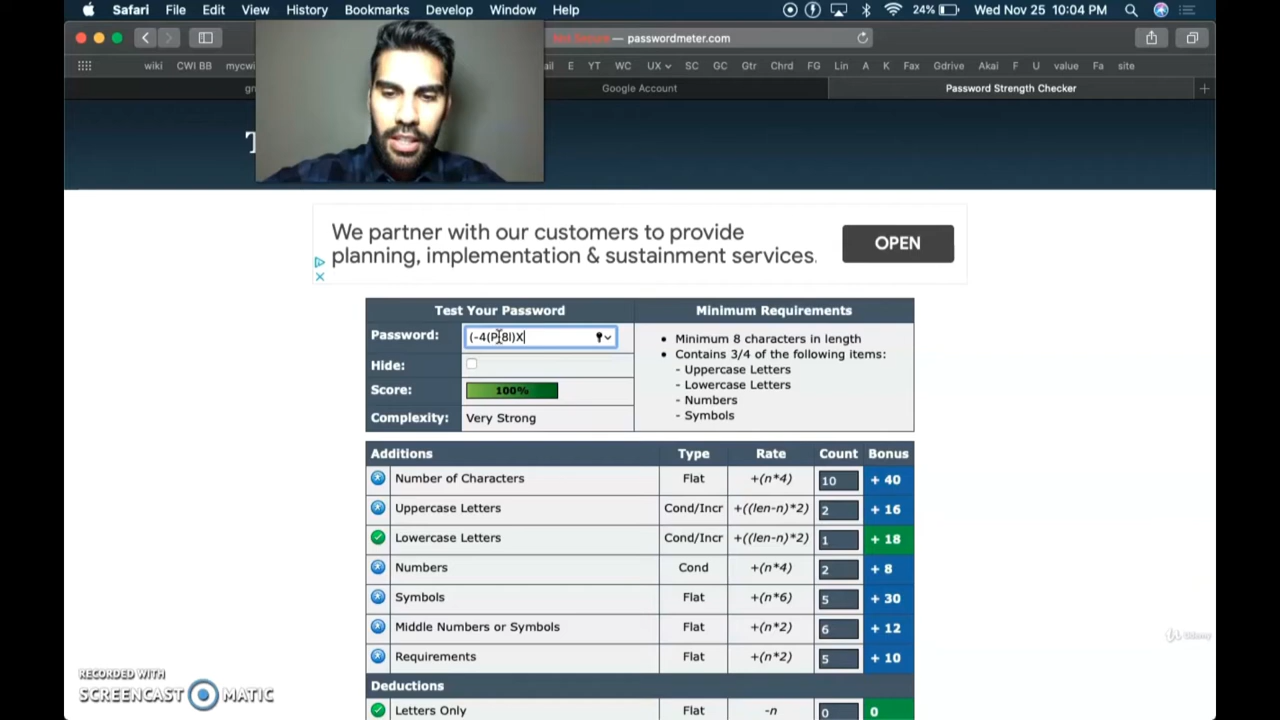 Safari File Edit View History Bookmarks Develop Window Help 24% Wed Nov 25 10:04 PM
Not Secure — passwordmeter.com
wiki CWI BB mycwi ail E YT WC UX SC GC Gtr Chrd FG Lin A K Fax Gdrive Akai F U value Fa site
Google Account Password Strength Checker
T
We partner with our customers to provide
planning, implementation & sustainment services.
OPEN
Test Your Password Minimum Requirements
Password:
Minimum 8 characters in length
Contains 3/4 of the following items:
- Uppercase Letters
- Lowercase Letters
- Numbers
- Symbols
Hide:
Score: 100%
Complexity: Very Strong
Additions Type Rate Count Bonus
Number of Characters Flat +(n*4) 10 + 40
Uppercase Letters Cond/Incr +((len-n)*2) 2 + 16
Lowercase Letters Cond/Incr +((len-n)*2) 1 + 18
Numbers Cond +(n*4) 2 + 8
Symbols Flat +(n*6) 5 + 30
Middle Numbers or Symbols Flat +(n*2) 6 + 12
Requirements Flat +(n*2) 5 + 10
Deductions
Letters Only Flat -n 0 0
Udemy
RECORDED WITH
SCREENCAST MATIC